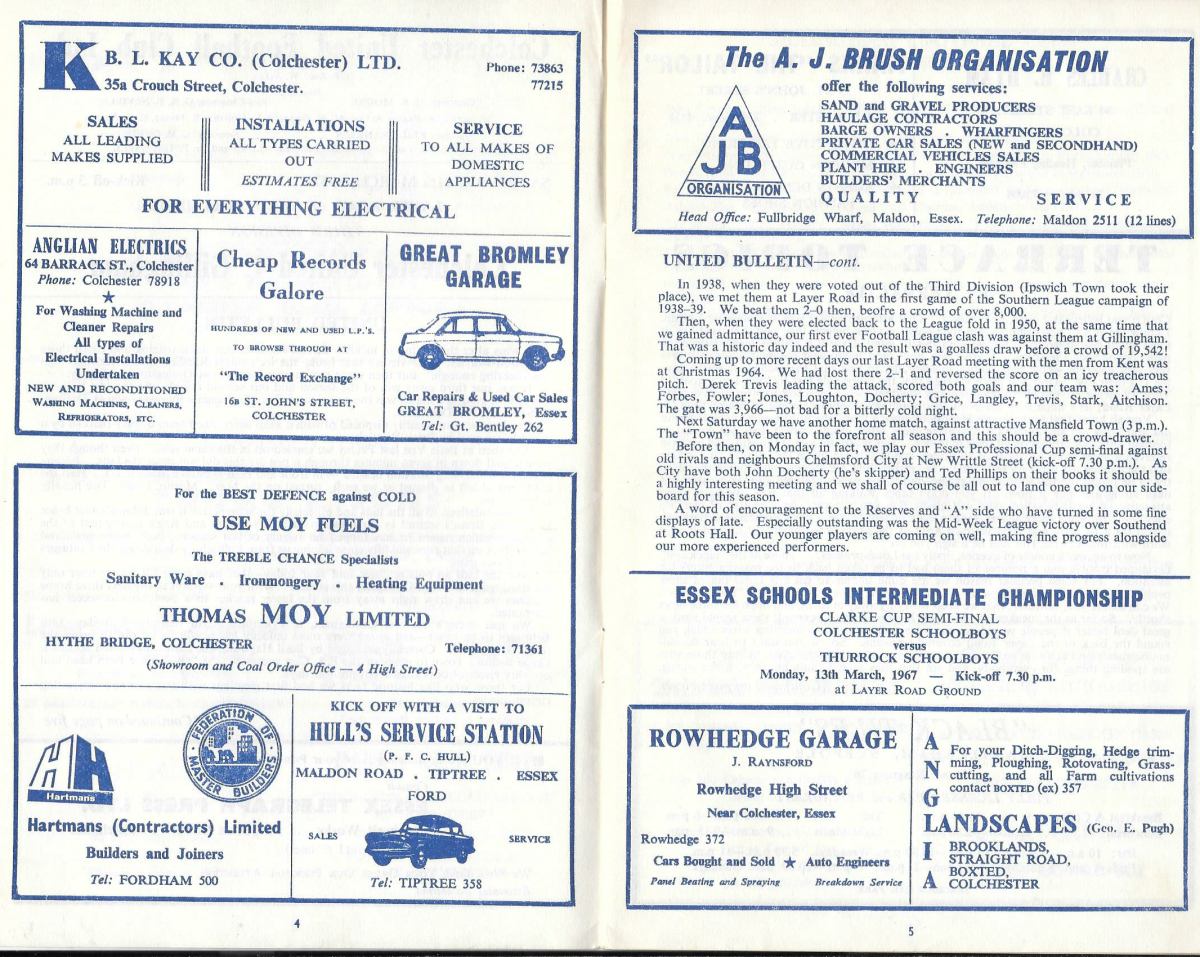 K
B. L. KAY CO. (Colchester) LTD.
35a Crouch Street, Colchester.
Phone: 73863
77215
SALES
ALL LEADING
MAKES SUPPLIED
INSTALLATIONS
ALL TYPES CARRIED
OUT
ESTIMATES FREE
SERVICE
TO ALL MAKES OF
DOMESTIC
APPLIANCES
FOR EVERYTHING ELECTRICAL
ANGLIAN ELECTRICS
64 BARRACK ST., Colchester
Phone: Colchester 78918
★
For Washing Machine and
Cleaner Repairs
All types of
Electrical Installations
Undertaken
NEW AND RECONDITIONED
WASHING MACHINES, CLEANERS,
REFRIGERATORS, ETC.
Cheap Records
Galore
HUNDREDS OF NEW AND USED L.P.'S.
TO BROWSE THROUGH AT
"The Record Exchange"
16B ST. JOHN'S STREET,
COLCHESTER
GREAT BROMLEY
GARAGE
Car Repairs & Used Car Sales
GREAT BROMLEY, Essex
Tel: Gt. Bentley 262
For the BEST DEFENCE against COLD
USE MOY FUELS
The TREBLE CHANCE Specialists
Sanitary Ware . Ironmongery . Heating Equipment
THOMAS MOY LIMITED
HYTHE BRIDGE, COLCHESTER
Telephone: 71361
(Showroom and Coal Order Office — 4 High Street)
HH
Hartmans
FEDERATION OF MASTER BUILDERS
Hartmans (Contractors) Limited
Builders and Joiners
Tel: FORDHAM 500
KICK OFF WITH A VISIT TO
HULL'S SERVICE STATION
(P. F. C. HULL)
MALDON ROAD . TIPTREE . ESSEX
FORD
SALES
SERVICE
Tel: TIPTREE 358
4
The A. J. BRUSH ORGANISATION
A
JB
ORGANISATION
offer the following services:
SAND and GRAVEL PRODUCERS
HAULAGE CONTRACTORS
BARGE OWNERS . WHARFINGERS
PRIVATE CAR SALES (NEW and SECONDHAND)
COMMERCIAL VEHICLES SALES
PLANT HIRE . ENGINEERS
BUILDERS' MERCHANTS
QUALITY SERVICE
Head Office: Fullbridge Wharf, Maldon, Essex. Telephone: Maldon 2511 (12 lines)
UNITED BULLETIN—cont.
In 1938, when they were voted out of the Third Division (Ipswich Town took their
place), we met them at Layer Road in the first game of the Southern League campaign of
1938–39. We beat them 2–0 then, beofre a crowd of over 8,000.
Then, when they were elected back to the League fold in 1950, at the same time that
we gained admittance, our first ever Football League clash was against them at Gillingham.
That was a historic day indeed and the result was a goalless draw before a crowd of 19,542!
Coming up to more recent days our last Layer Road meeting with the men from Kent was
at Christmas 1964. We had lost there 2–1 and reversed the score on an icy treacherous
pitch. Derek Trevis leading the attack, scored both goals and our team was: Ames;
Forbes, Fowler; Jones, Loughton, Docherty; Grice, Langley, Trevis, Stark, Aitchison.
The gate was 3,966—not bad for a bitterly cold night.
Next Saturday we have another home match, against attractive Mansfield Town (3 p.m.).
The "Town" have been to the forefront all season and this should be a crowd-drawer.
Before then, on Monday in fact, we play our Essex Professional Cup semi-final against
old rivals and neighbours Chelmsford City at New Writtle Street (kick-off 7.30 p.m.). As
City have both John Docherty (he's skipper) and Ted Phillips on their books it should be
a highly interesting meeting and we shall of course be all out to land one cup on our side-
board for this season.
A word of encouragement to the Reserves and "A" side who have turned in some fine
displays of late. Especially outstanding was the Mid-Week League victory over Southend
at Roots Hall. Our younger players are coming on well, making fine progress alongside
our more experienced performers.
ESSEX SCHOOLS INTERMEDIATE CHAMPIONSHIP
CLARKE CUP SEMI-FINAL
COLCHESTER SCHOOLBOYS
versus
THURROCK SCHOOLBOYS
Monday, 13th March, 1967 — Kick-off 7.30 p.m.
at LAYER ROAD GROUND
ROWHEDGE GARAGE
J. RAYNSFORD
Rowhedge High Street
Near Colchester, Essex
Rowhedge 372
Cars Bought and Sold ★ Auto Engineers
Panel Beating and Spraying Breakdown Service
ANGLIA
LANDSCAPES (Geo. E. Pugh)
For your Ditch-Digging, Hedge trim-
ming, Ploughing, Rotovating, Grass-
cutting, and all Farm cultivations
contact BOXTED (ex) 357
BROOKLANDS,
STRAIGHT ROAD,
BOXTED,
COLCHESTER
5